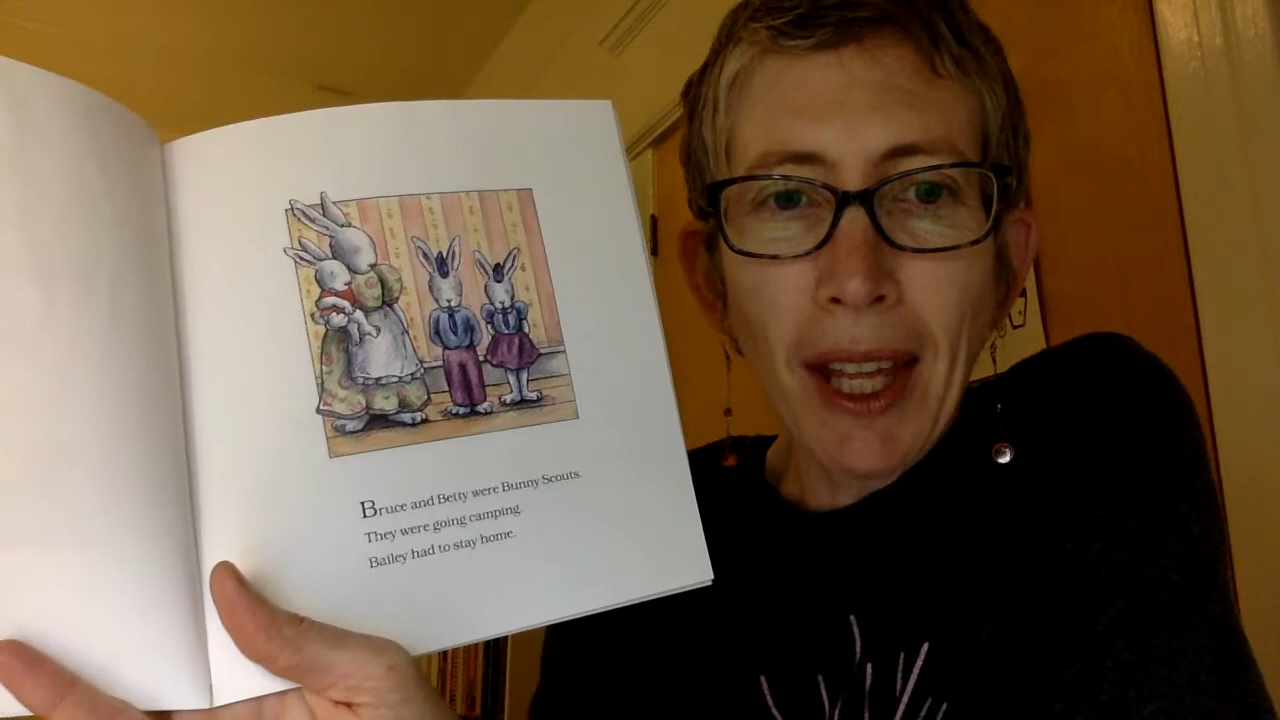 Bruce and Betty were Bunny Scouts.
They were going camping.
Bailey had to stay home.